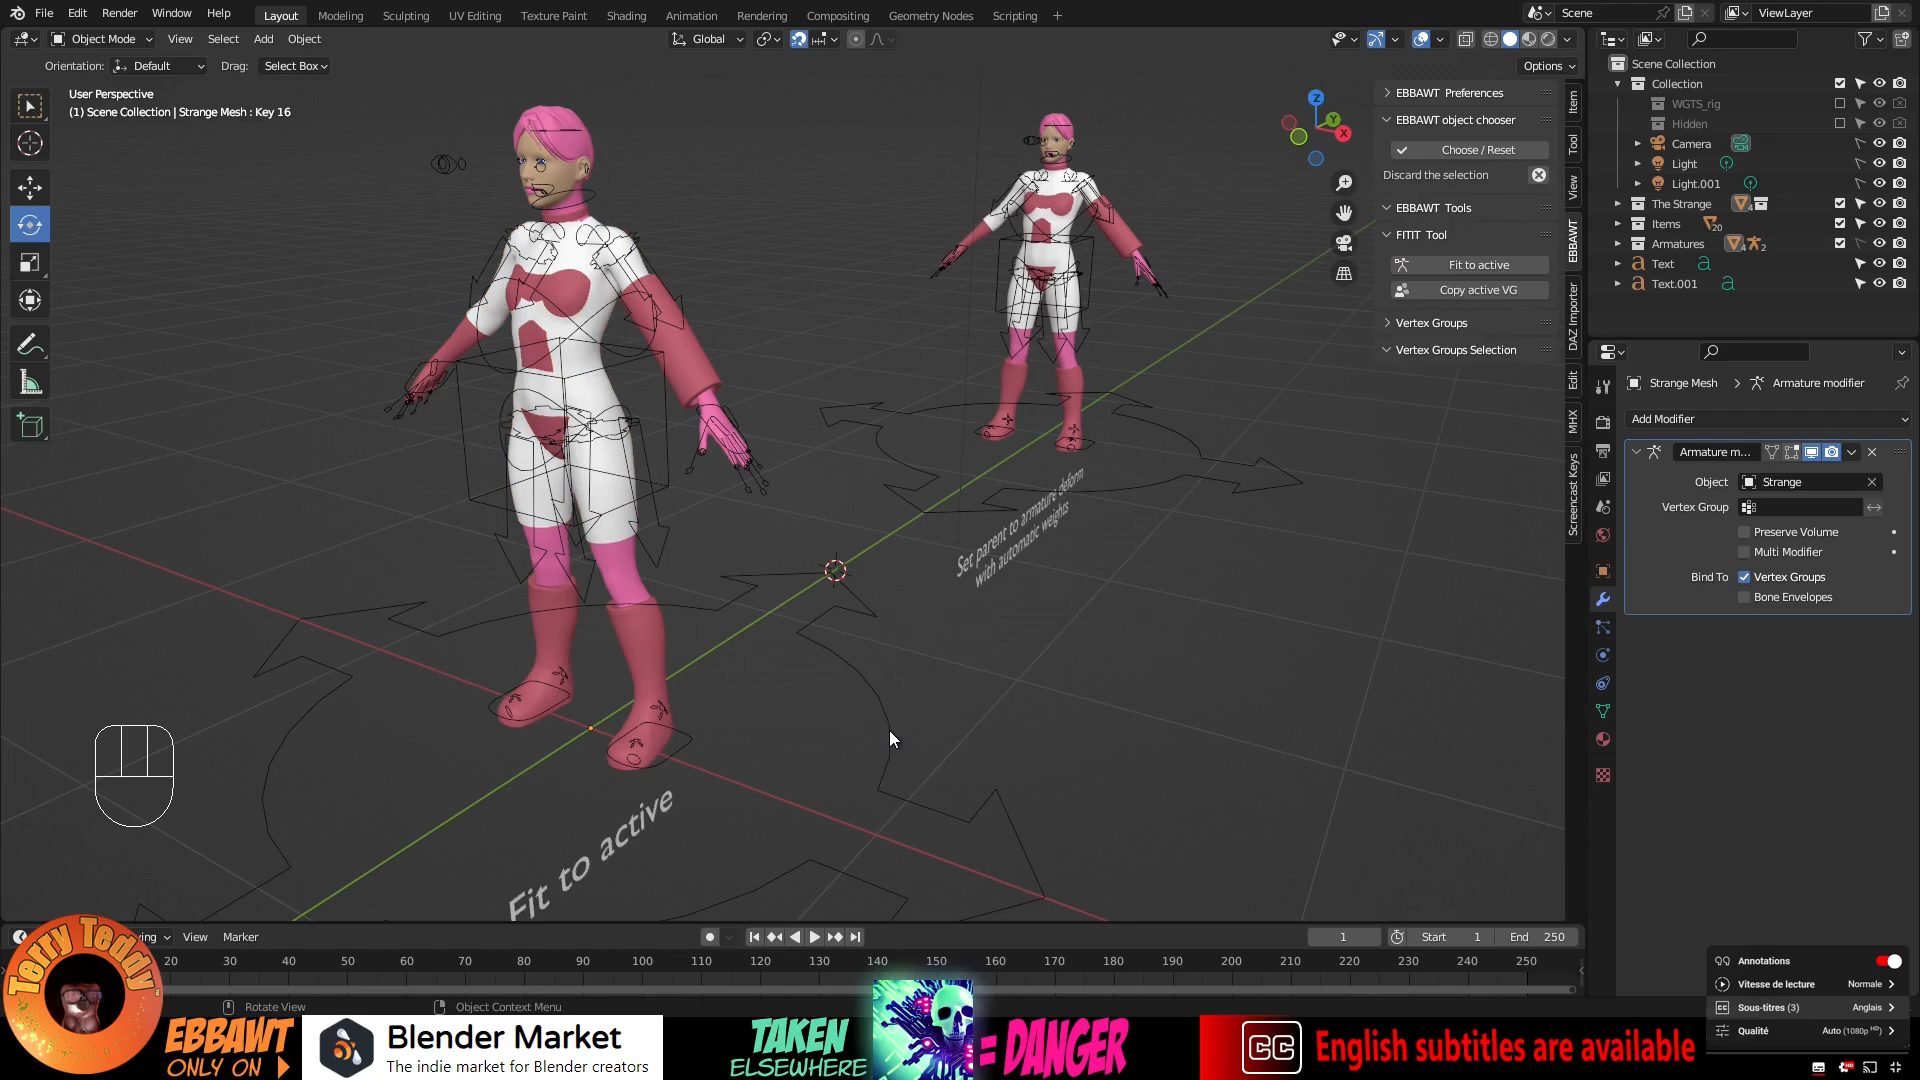 File Edit Render Window Help
Layout Modeling Sculpting UV Editing Texture Paint Shading Animation Rendering Compositing Geometry Nodes Scripting +
Scene ViewLayer
Object Mode View Select Add Object
Global
Orientation: Default Drag: Select Box
Options
User Perspective
(1) Scene Collection | Strange Mesh : Key 16
Z
Y
X
EBBAWT Preferences
EBBAWT object chooser
Choose / Reset
Discard the selection
EBBAWT Tools
FITIT Tool
Fit to active
Copy active VG
Vertex Groups
Vertex Groups Selection
Item
Tool
View
EBBAWT
DAZ Importer
Edit
MHX
Screencast Keys
Scene Collection
Collection
WGTS_rig
Hidden
Camera
Light
Light.001
The Strange
Items 20
Armatures 4 2
Text
Text.001
Strange Mesh > Armature modifier
Add Modifier
Armature m...
Object Strange
Vertex Group
Preserve Volume
Multi Modifier
Bind To Vertex Groups
Bone Envelopes
Set parent to armature deform
with automatic weights
Fit to active
ying View Marker
1 Start 1 End 250
20 30 40 50 60 70 80 90 100 110 120 130 140 150 160 170 180 190 200 210 220 230 240 250
Rotate View Object Context Menu
Annotations
Vitesse de lecture Normale
Sous-titres (3) Anglais
Qualité Auto (1080p HD)
Terry Teddy
EBBAWT
ONLY ON
Blender Market
The indie market for Blender creators
TAKEN
ELSEWHERE
= DANGER
CC English subtitles are available